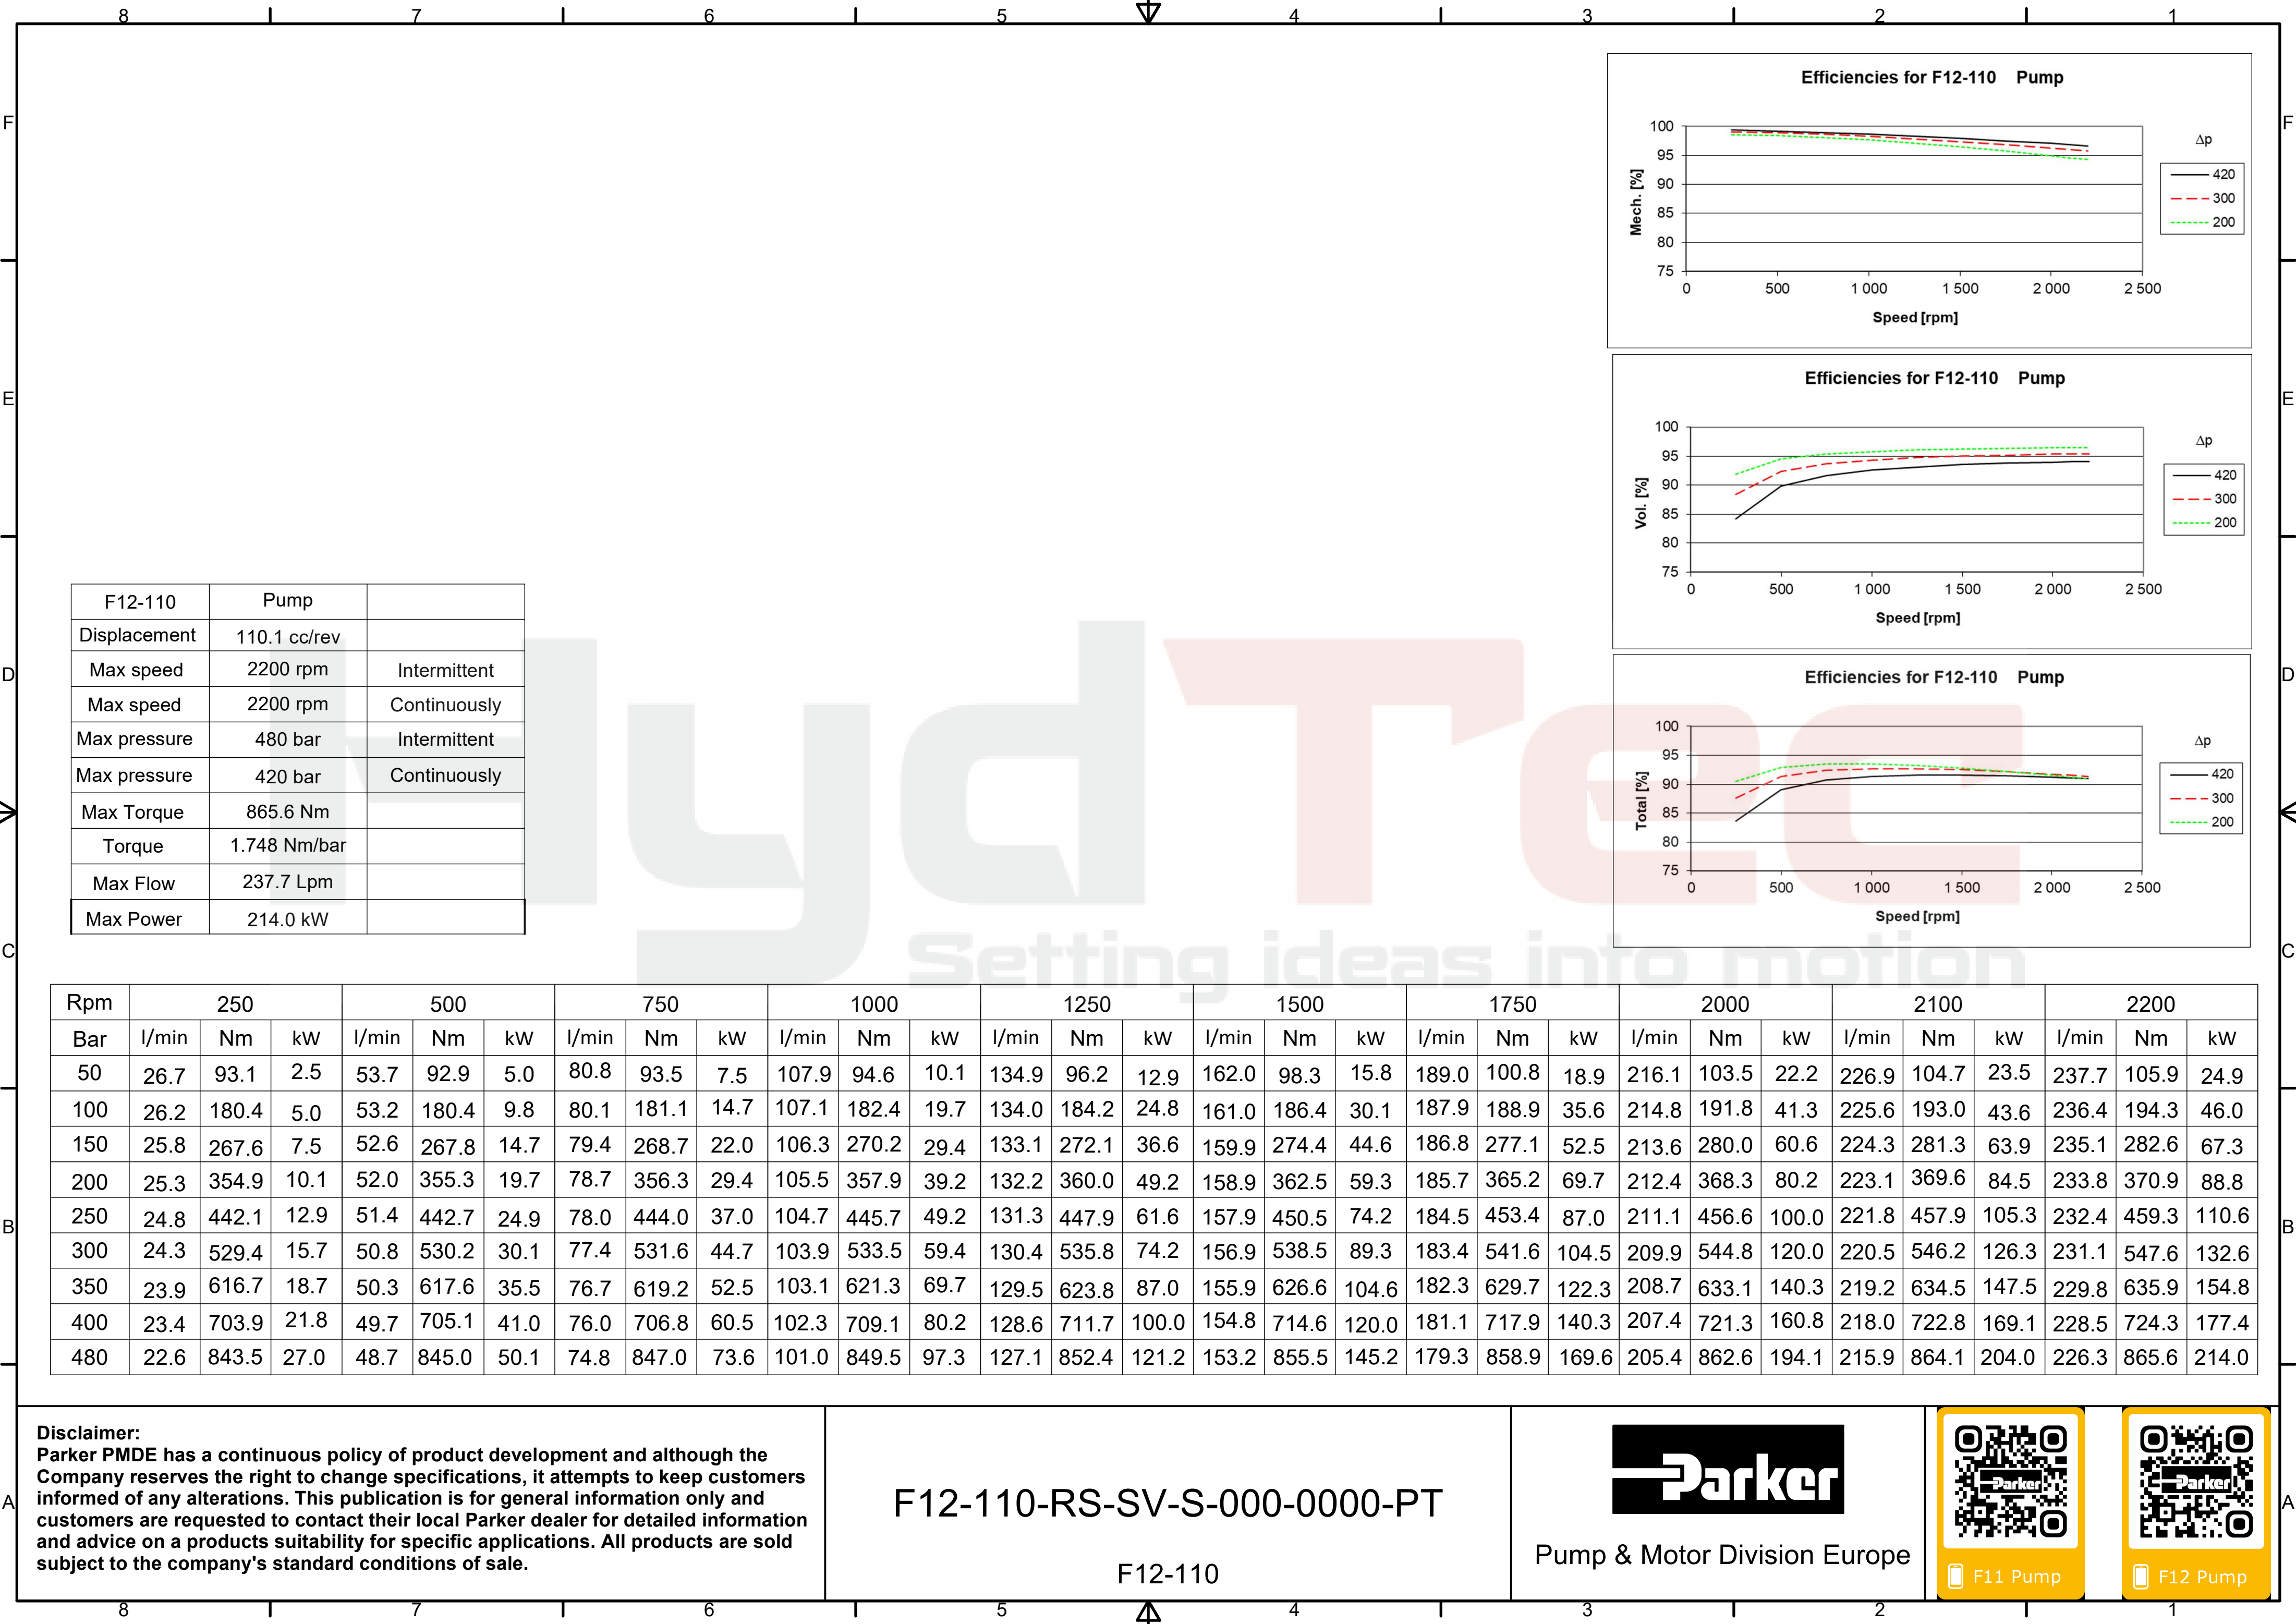 8 7 6 5 4 3 2 1
F F
E E
D D
C C
B B
A A
Efficiencies for F12-110 Pump
Mech. [%]
100
95
90
85
80
75
0 500 1 000 1 500 2 000 2 500
Speed [rpm]
Δp
420
300
200
Efficiencies for F12-110 Pump
Vol. [%]
100
95
90
85
80
75
0 500 1 000 1 500 2 000 2 500
Speed [rpm]
Δp
420
300
200
Efficiencies for F12-110 Pump
Total [%]
100
95
90
85
80
75
0 500 1 000 1 500 2 000 2 500
Speed [rpm]
Δp
420
300
200
F12-110 Pump
Displacement 110.1 cc/rev
Max speed 2200 rpm Intermittent
Max speed 2200 rpm Continuously
Max pressure 480 bar Intermittent
Max pressure 420 bar Continuously
Max Torque 865.6 Nm
Torque 1.748 Nm/bar
Max Flow 237.7 Lpm
Max Power 214.0 kW
HydTec
Setting ideas into motion
Rpm 250 500 750 1000 1250 1500 1750 2000 2100 2200
Bar l/min Nm kW l/min Nm kW l/min Nm kW l/min Nm kW l/min Nm kW l/min Nm kW l/min Nm kW l/min Nm kW l/min Nm kW l/min Nm kW
50 26.7 93.1 2.5 53.7 92.9 5.0 80.8 93.5 7.5 107.9 94.6 10.1 134.9 96.2 12.9 162.0 98.3 15.8 189.0 100.8 18.9 216.1 103.5 22.2 226.9 104.7 23.5 237.7 105.9 24.9
100 26.2 180.4 5.0 53.2 180.4 9.8 80.1 181.1 14.7 107.1 182.4 19.7 134.0 184.2 24.8 161.0 186.4 30.1 187.9 188.9 35.6 214.8 191.8 41.3 225.6 193.0 43.6 236.4 194.3 46.0
150 25.8 267.6 7.5 52.6 267.8 14.7 79.4 268.7 22.0 106.3 270.2 29.4 133.1 272.1 36.6 159.9 274.4 44.6 186.8 277.1 52.5 213.6 280.0 60.6 224.3 281.3 63.9 235.1 282.6 67.3
200 25.3 354.9 10.1 52.0 355.3 19.7 78.7 356.3 29.4 105.5 357.9 39.2 132.2 360.0 49.2 158.9 362.5 59.3 185.7 365.2 69.7 212.4 368.3 80.2 223.1 369.6 84.5 233.8 370.9 88.8
250 24.8 442.1 12.9 51.4 442.7 24.9 78.0 444.0 37.0 104.7 445.7 49.2 131.3 447.9 61.6 157.9 450.5 74.2 184.5 453.4 87.0 211.1 456.6 100.0 221.8 457.9 105.3 232.4 459.3 110.6
300 24.3 529.4 15.7 50.8 530.2 30.1 77.4 531.6 44.7 103.9 533.5 59.4 130.4 535.8 74.2 156.9 538.5 89.3 183.4 541.6 104.5 209.9 544.8 120.0 220.5 546.2 126.3 231.1 547.6 132.6
350 23.9 616.7 18.7 50.3 617.6 35.5 76.7 619.2 52.5 103.1 621.3 69.7 129.5 623.8 87.0 155.9 626.6 104.6 182.3 629.7 122.3 208.7 633.1 140.3 219.2 634.5 147.5 229.8 635.9 154.8
400 23.4 703.9 21.8 49.7 705.1 41.0 76.0 706.8 60.5 102.3 709.1 80.2 128.6 711.7 100.0 154.8 714.6 120.0 181.1 717.9 140.3 207.4 721.3 160.8 218.0 722.8 169.1 228.5 724.3 177.4
480 22.6 843.5 27.0 48.7 845.0 50.1 74.8 847.0 73.6 101.0 849.5 97.3 127.1 852.4 121.2 153.2 855.5 145.2 179.3 858.9 169.6 205.4 862.6 194.1 215.9 864.1 204.0 226.3 865.6 214.0
Disclaimer:
Parker PMDE has a continuous policy of product development and although the
Company reserves the right to change specifications, it attempts to keep customers
informed of any alterations. This publication is for general information only and
customers are requested to contact their local Parker dealer for detailed information
and advice on a products suitability for specific applications. All products are sold
subject to the company's standard conditions of sale.
F12-110-RS-SV-S-000-0000-PT
F12-110
Parker
Pump & Motor Division Europe
Parker
F11 Pump
Parker
F12 Pump
8 7 6 5 4 3 2 1